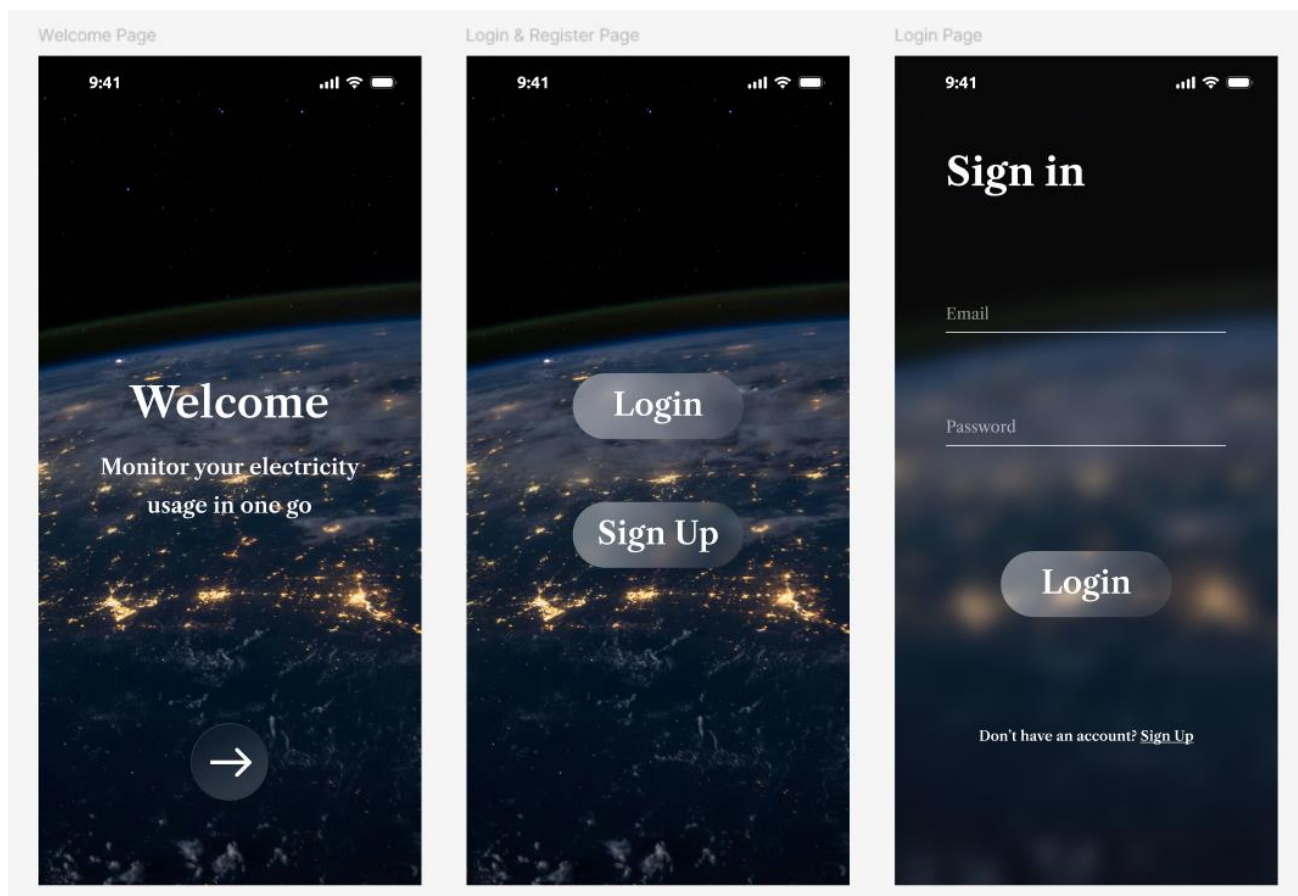 Welcome Page
9:41
Welcome
Monitor your electricity
usage in one go
Login & Register Page
9:41
Login
Sign Up
Login Page
9:41
Sign in
Email
Password
Login
Don't have an account? Sign Up